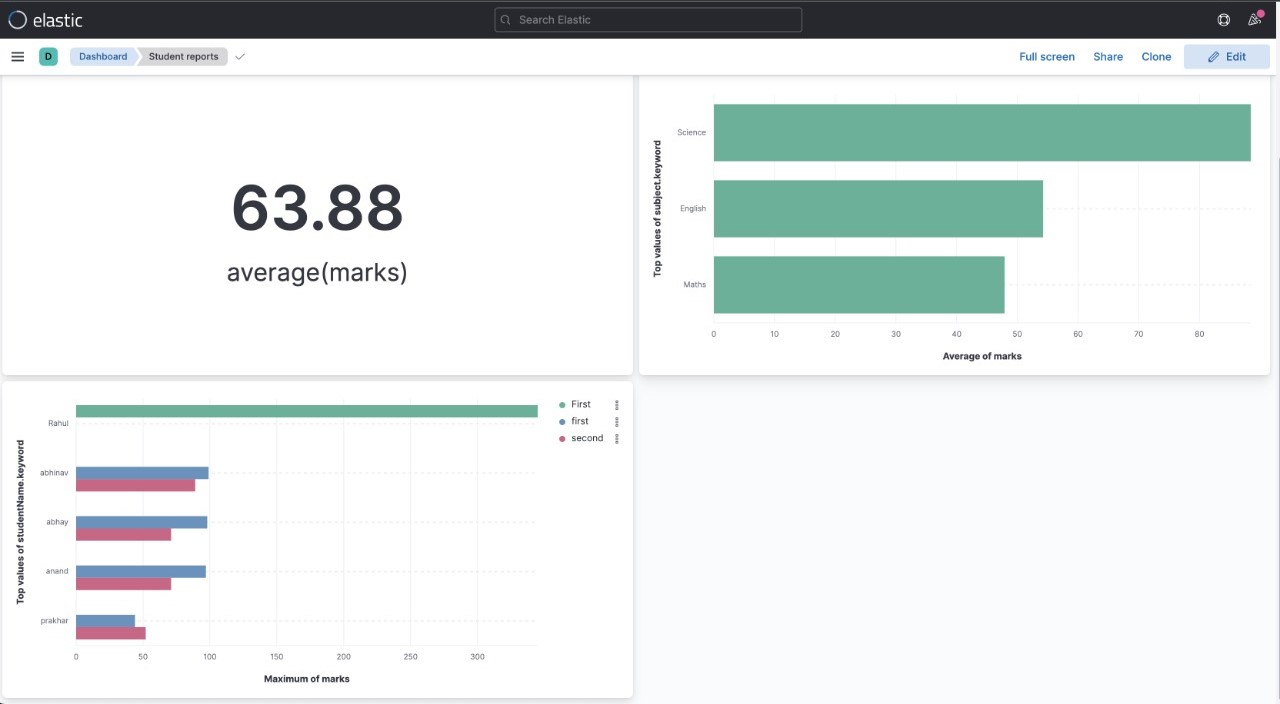 elastic
Search Elastic
D
Dashboard
Student reports
Full screen
Share
Clone
Edit
63.88
average(marks)
Top values of subject.keyword
Science
English
Maths
0 10 20 30 40 50 60 70 80
Average of marks
Top values of studentName.keyword
Rahul
abhinav
abhay
anand
prakhar
0 50 100 150 200 250 300
Maximum of marks
First
first
second